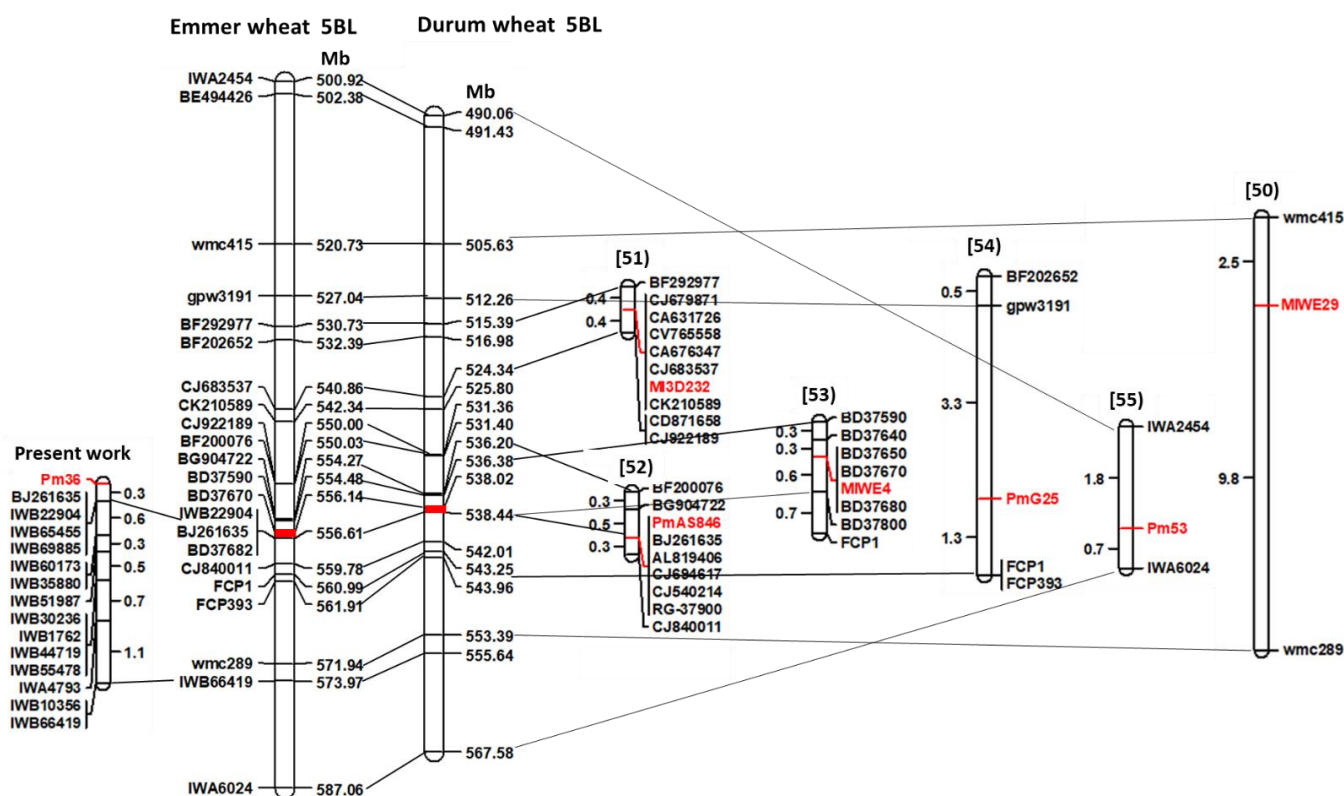 Emmer wheat 5BL
Mb
IWA2454 500.92
BE494426 502.38
wmc415 520.73
gpw3191 527.04
BF292977 530.73
BF202652 532.39
CJ683537 540.86
CK210589 542.34
CJ922189 550.00
BF200076 550.03
BG904722 554.27
BD37590 554.48
BD37670 556.14
IWB22904
BJ261635 556.61
BD37682
CJ840011 559.78
FCP1 560.99
FCP393 561.91
wmc289 571.94
IWB66419 573.97
IWA6024 587.06
Durum wheat 5BL
Mb
490.06
491.43
505.63
512.26
515.39
516.98
524.34
525.80
531.36
531.40
536.20
536.38
538.02
538.44
542.01
543.25
543.96
553.39
555.64
567.58
Present work
Pm36
BJ261635
IWB22904
IWB65455
IWB69885
IWB60173
IWB35880
IWB51987
IWB30236
IWB1762
IWB44719
IWB55478
IWA4793
IWB10356
IWB66419
0.3
0.6
0.3
0.5
0.7
1.1
[51]
0.4
0.4
BF292977
CJ679871
CA631726
CV765558
CA676347
CJ683537
Ml3D232
CK210589
CD871658
CJ922189
[52]
0.3
0.5
0.3
BF200076
BG904722
PmAS846
BJ261635
AL819406
CJ694617
CJ540214
RG-37900
CJ840011
[53]
0.3
0.3
0.6
0.7
BD37590
BD37640
BD37650
BD37670
MlWE4
BD37680
BD37800
FCP1
[54]
0.5
3.3
1.3
BF202652
gpw3191
PmG25
FCP1
FCP393
[55]
1.8
0.7
IWA2454
Pm53
IWA6024
[50]
2.5
9.8
wmc415
MlWE29
wmc289